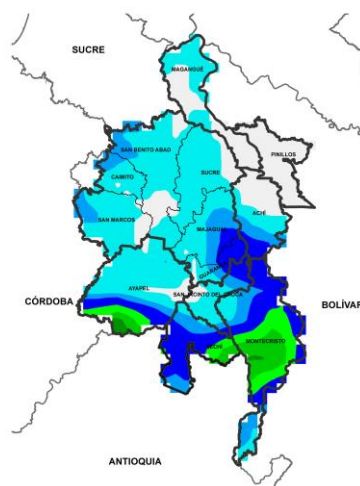 SUCRE
MAGANGUÉ
SAN BENITO ABAD
PINILLOS
CAIMITO
SUCRE
ACHÍ
SAN MARCOS
MAJAGUAL
GUARANDA
AYAPEL
SAN JACINTO DEL CAUCA
CÓRDOBA
BOLÍVAR
MONTECRISTO
ANTIOQUIA